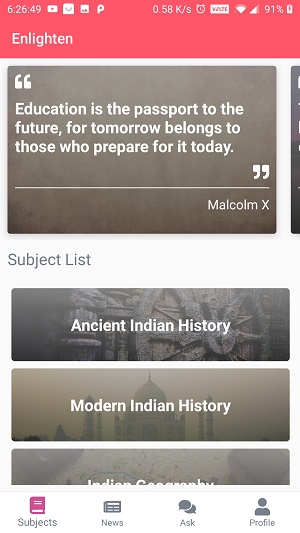 6:26:49 0.58 K/s VoLTE 91%
Enlighten
“
Education is the passport to the
future, for tomorrow belongs to
those who prepare for it today.
”
Malcolm X
Subject List
Ancient Indian History
Modern Indian History
Indian Geography
Subjects News Ask Profile